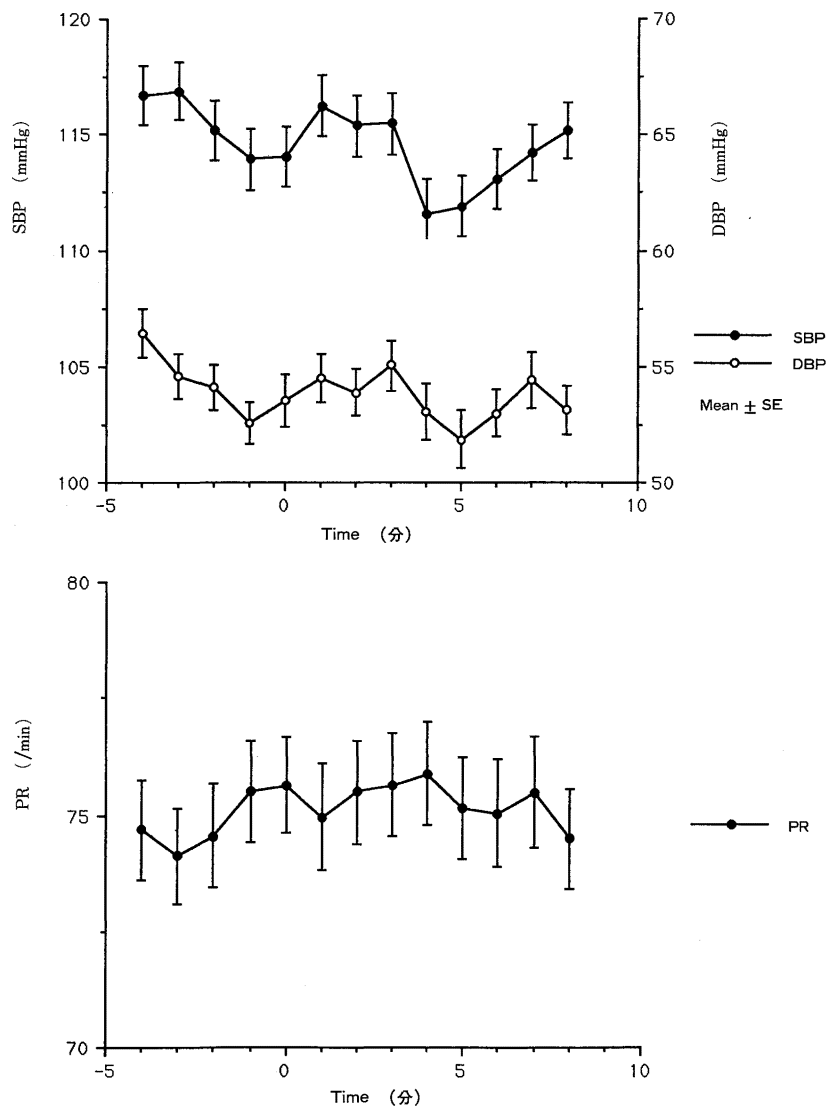 120
115
110
105
100
SBP (mmHg)
70
65
60
55
50
DBP (mmHg)
-5
0
5
10
Time (分)
SBP
DBP
Mean ± SE
80
75
70
PR (/min)
-5
0
5
10
Time (分)
PR